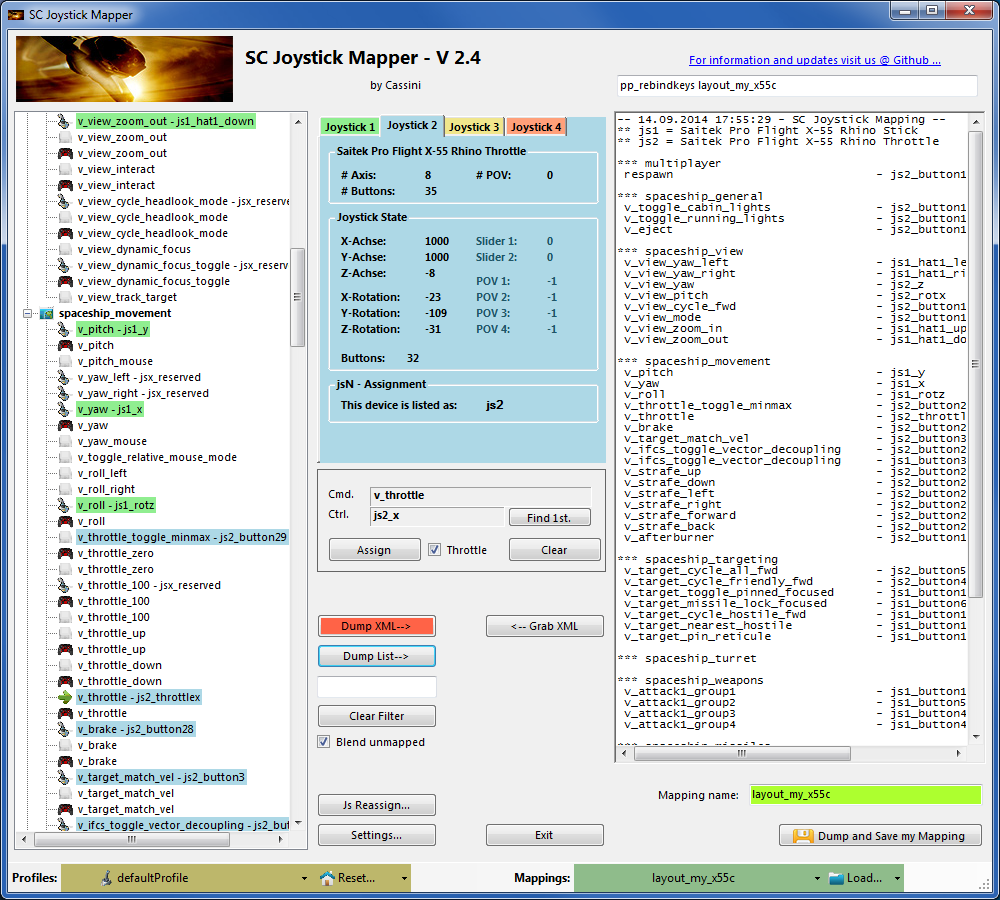 SC Joystick Mapper
SC Joystick Mapper - V 2.4
by Cassini
For information and updates visit us @ Github ...
pp_rebindkeys layout_my_x55c
v_view_zoom_out - js1_hat1_down
v_view_zoom_out
v_view_zoom_out
v_view_interact
v_view_interact
v_view_cycle_headlook_mode - jsx_reserve
v_view_cycle_headlook_mode
v_view_cycle_headlook_mode
v_view_dynamic_focus
v_view_dynamic_focus_toggle - jsx_reserv
v_view_dynamic_focus_toggle
v_view_track_target
spaceship_movement
v_pitch - js1_y
v_pitch
v_pitch_mouse
v_yaw_left - jsx_reserved
v_yaw_right - jsx_reserved
v_yaw - js1_x
v_yaw
v_yaw_mouse
v_toggle_relative_mouse_mode
v_roll_left
v_roll_right
v_roll - js1_rotz
v_roll
v_throttle_toggle_minmax - js2_button29
v_throttle_zero
v_throttle_zero
v_throttle_100 - jsx_reserved
v_throttle_100
v_throttle_100
v_throttle_up
v_throttle_up
v_throttle_down
v_throttle_down
v_throttle - js2_throttlex
v_throttle
v_brake - js2_button28
v_brake
v_brake
v_target_match_vel - js2_button3
v_target_match_vel
v_target_match_vel
v_ifcs_toggle_vector_decoupling - js2_but
Joystick 1 Joystick 2 Joystick 3 Joystick 4
Saitek Pro Flight X-55 Rhino Throttle
# Axis: 8 # POV: 0
# Buttons: 35
Joystick State
X-Achse: 1000 Slider 1: 0
Y-Achse: 1000 Slider 2: 0
Z-Achse: -8
POV 1: -1
X-Rotation: -23 POV 2: -1
Y-Rotation: -109 POV 3: -1
Z-Rotation: -31 POV 4: -1
Buttons: 32
jsN - Assignment
This device is listed as: js2
Cmd. v_throttle
Ctrl. js2_x Find 1st.
Assign Throttle Clear
Dump XML--> <-- Grab XML
Dump List-->
Clear Filter
Blend unmapped
Js Reassign...
Settings... Exit
-- 14.09.2014 17:55:29 - SC Joystick Mapping --
** js1 = Saitek Pro Flight X-55 Rhino Stick
** js2 = Saitek Pro Flight X-55 Rhino Throttle
*** multiplayer
respawn - js2_button1
*** spaceship_general
v_toggle_cabin_lights - js2_button1
v_toggle_running_lights - js2_button1
v_eject - js2_button1
*** spaceship_view
v_view_yaw_left - js1_hat1_le
v_view_yaw_right - js1_hat1_ri
v_view_yaw - js2_z
v_view_pitch - js2_rotx
v_view_cycle_fwd - js2_button1
v_view_mode - js2_button1
v_view_zoom_in - js1_hat1_up
v_view_zoom_out - js1_hat1_do
*** spaceship_movement
v_pitch - js1_y
v_yaw - js1_x
v_roll - js1_rotz
v_throttle_toggle_minmax - js2_button2
v_throttle - js2_throttl
v_brake - js2_button2
v_target_match_vel - js2_button3
v_ifcs_toggle_vector_decoupling - js2_button2
v_ifcs_toggle_vector_decoupling - js1_button3
v_strafe_up - js2_button2
v_strafe_down - js2_button2
v_strafe_left - js2_button2
v_strafe_right - js2_button2
v_strafe_forward - js2_button2
v_strafe_back - js2_button2
v_afterburner - js2_button1
*** spaceship_targeting
v_target_cycle_all_fwd - js2_button5
v_target_cycle_friendly_fwd - js2_button4
v_target_toggle_pinned_focused - js1_button1
v_target_missile_lock_focused - js1_button6
v_target_cycle_hostile_fwd - js1_button1
v_target_nearest_hostile - js1_button1
v_target_pin_reticule - js1_button1
*** spaceship_turret
*** spaceship_weapons
v_attack1_group1 - js1_button1
v_attack1_group2 - js1_button5
v_attack1_group3 - js1_button4
v_attack1_group4 - js1_button4
*** spaceship_missiles
Mapping name: layout_my_x55c
Dump and Save my Mapping
Profiles: defaultProfile Reset... Mappings: layout_my_x55c Load...